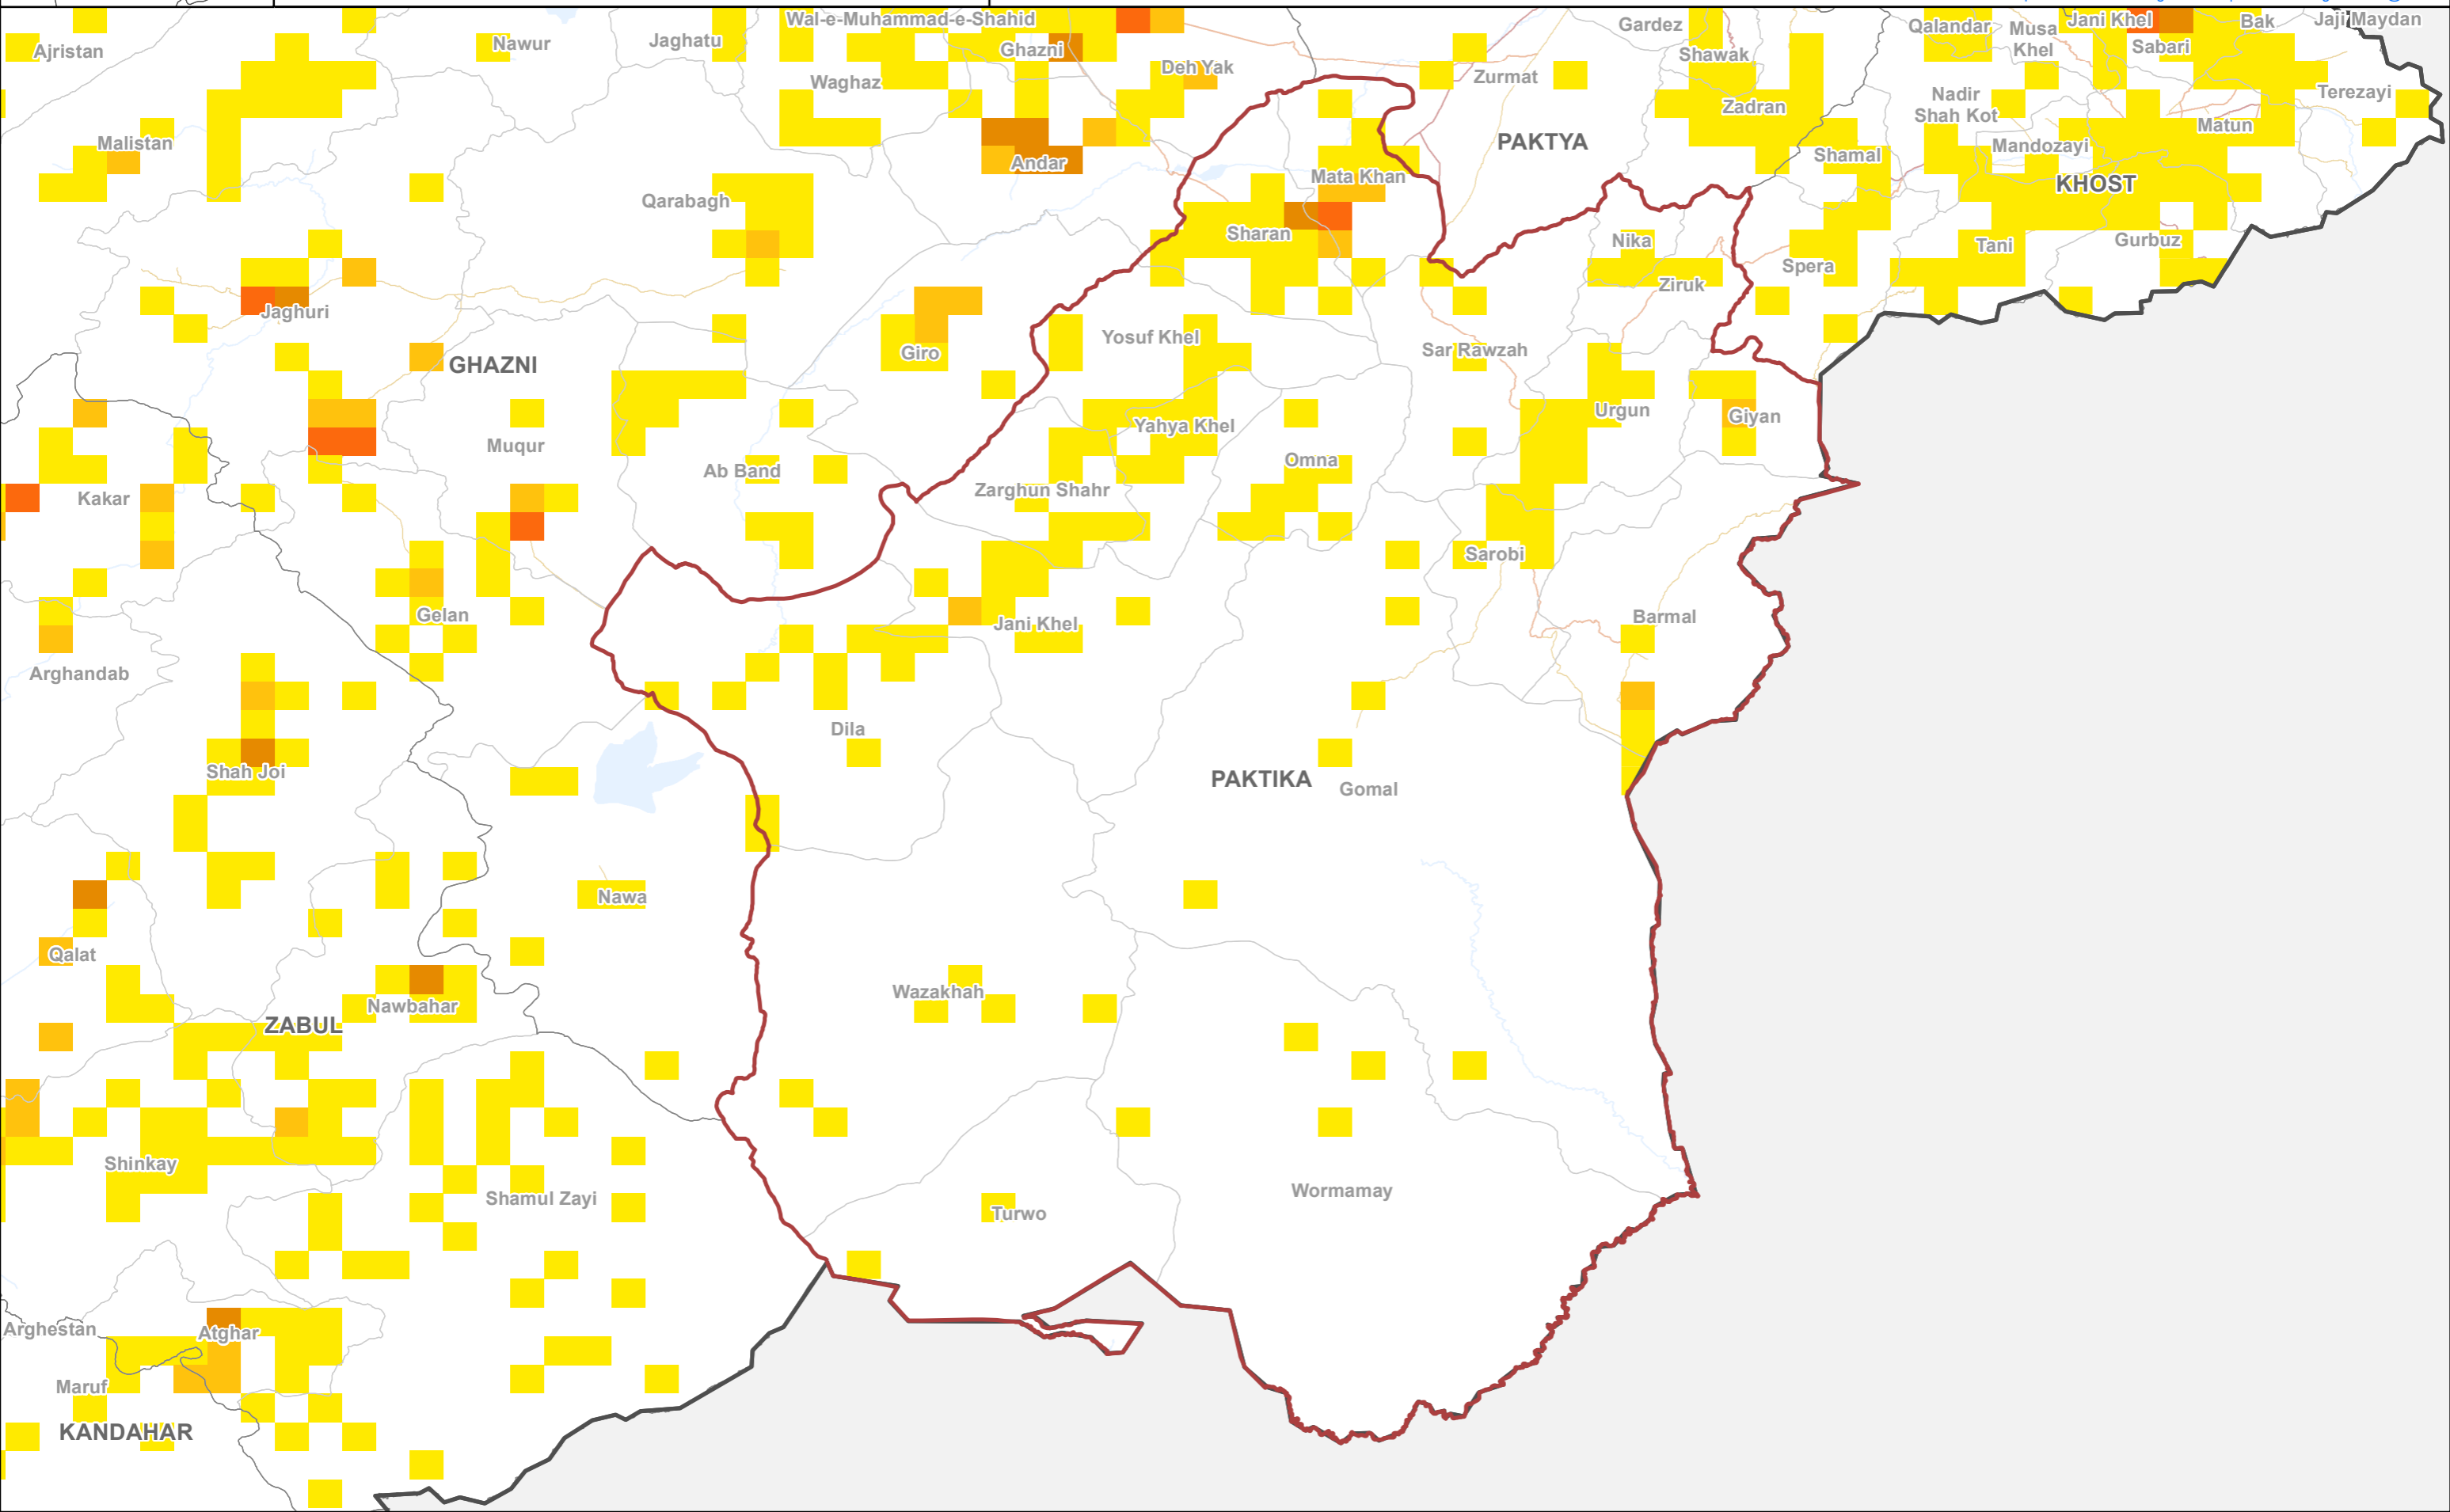 Wal-e-Muhammad-e-Shahid
Jani Khel
Bak
Jaji Maydan
Ajristan
Nawur
Jaghatu
Ghazni
Gardez
Qalandar
Musa
Khel
Sabari
Shawak
Waghaz
Deh Yak
Zurmat
Zadran
Nadir
Shah Kot
Terezayi
Malistan
PAKTYA
Matun
Andar
Shamal
Mandozayi
Mata Khan
KHOST
Qarabagh
Sharan
Nika
Tani
Gurbuz
Spera
Ziruk
Jaghuri
Yosuf Khel
Giro
Sar Rawzah
GHAZNI
Urgun
Giyan
Muqur
Yahya Khel
Ab Band
Omna
Kakar
Zarghun Shahr
Sarobi
Gelan
Jani Khel
Barmal
Arghandab
Dila
Shah Joi
PAKTIKA
Gomal
Nawa
Qalat
Wazakhah
Nawbahar
ZABUL
Shinkay
Shamul Zayi
Wormamay
Turwo
Arghestan
Atghar
Maruf
KANDAHAR